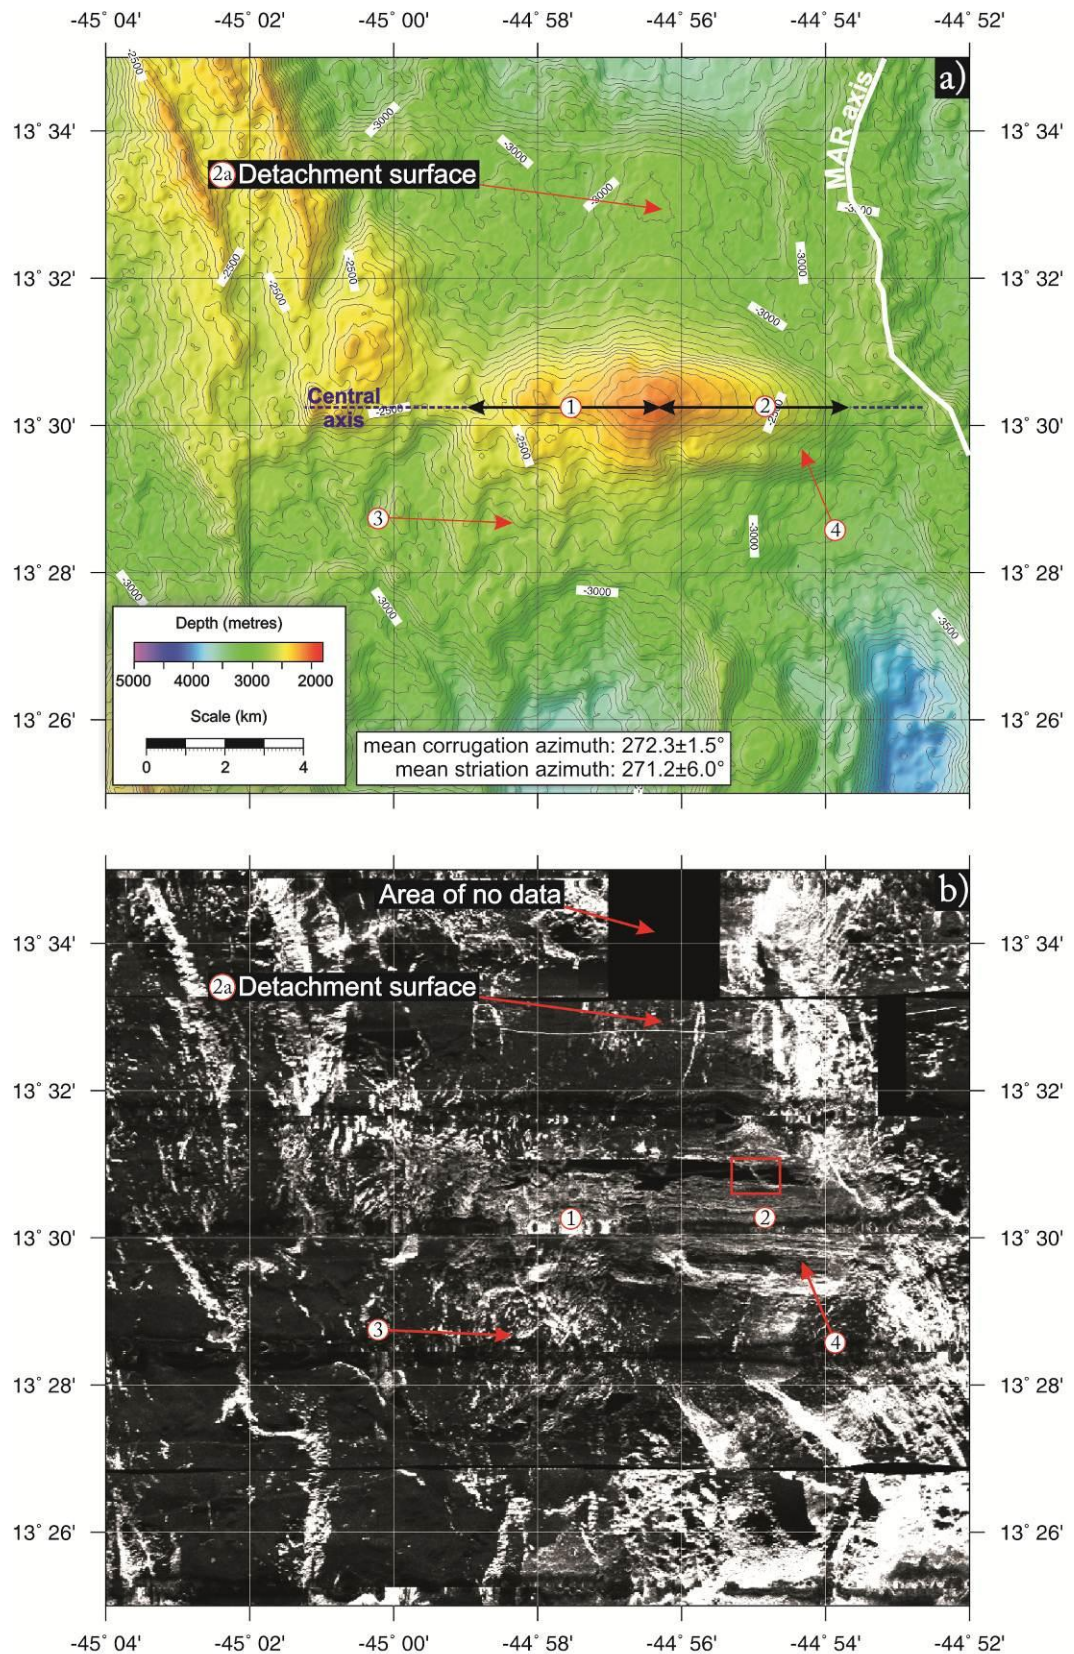 -45° 04' -45° 02' -45° 00' -44° 58' -44° 56' -44° 54' -44° 52'
a)
MAR axis
13° 34' 13° 34'
2a Detachment surface
13° 32' 13° 32'
Central
axis
1 2
13° 30' 13° 30'
3 4
13° 28' 13° 28'
-2500
-3000
-3000
-3000
-3000
-2500
-2500
-2500
-3000
-3000
-2500
-2500
-2500
-3000
-3000
-3000
-3000
-3500
Depth (metres)
5000 4000 3000 2000
Scale (km)
0 2 4
13° 26' 13° 26'
mean corrugation azimuth: 272.3±1.5°
mean striation azimuth: 271.2±6.0°
b)
Area of no data
13° 34' 13° 34'
2a Detachment surface
13° 32' 13° 32'
1 2
13° 30' 13° 30'
3 4
13° 28' 13° 28'
13° 26' 13° 26'
-45° 04' -45° 02' -45° 00' -44° 58' -44° 56' -44° 54' -44° 52'